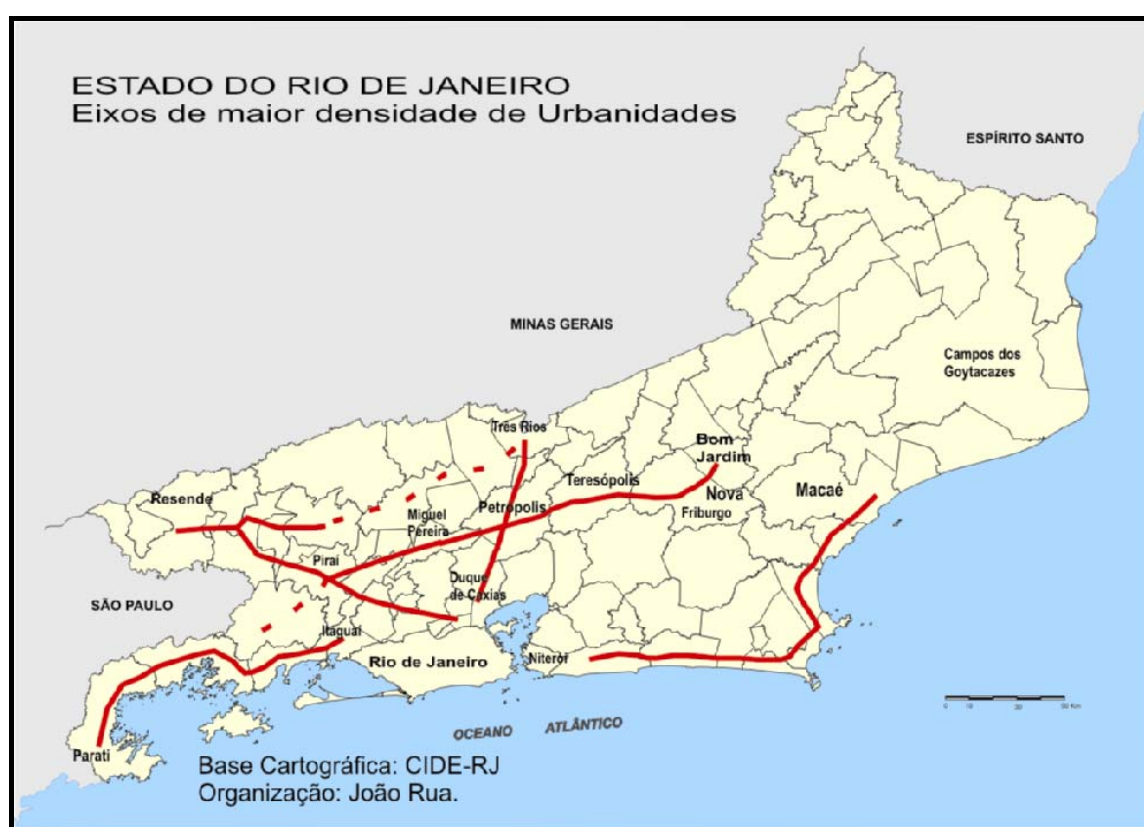 ESTADO DO RIO DE JANEIRO
Eixos de maior densidade de Urbanidades
ESPÍRITO SANTO
MINAS GERAIS
Campos dos
Goytacazes
Três Rios
Bom
Jardim
Teresópolis
Resende
Macaé
Nova
Friburgo
Petrópolis
Miguel
Pereira
Piraí
Duque
de Caxias
SÃO PAULO
Itaguaí
Rio de Janeiro
Niterói
OCEANO ATLÂNTICO
Parati
Base Cartográfica: CIDE-RJ
Organização: João Rua.